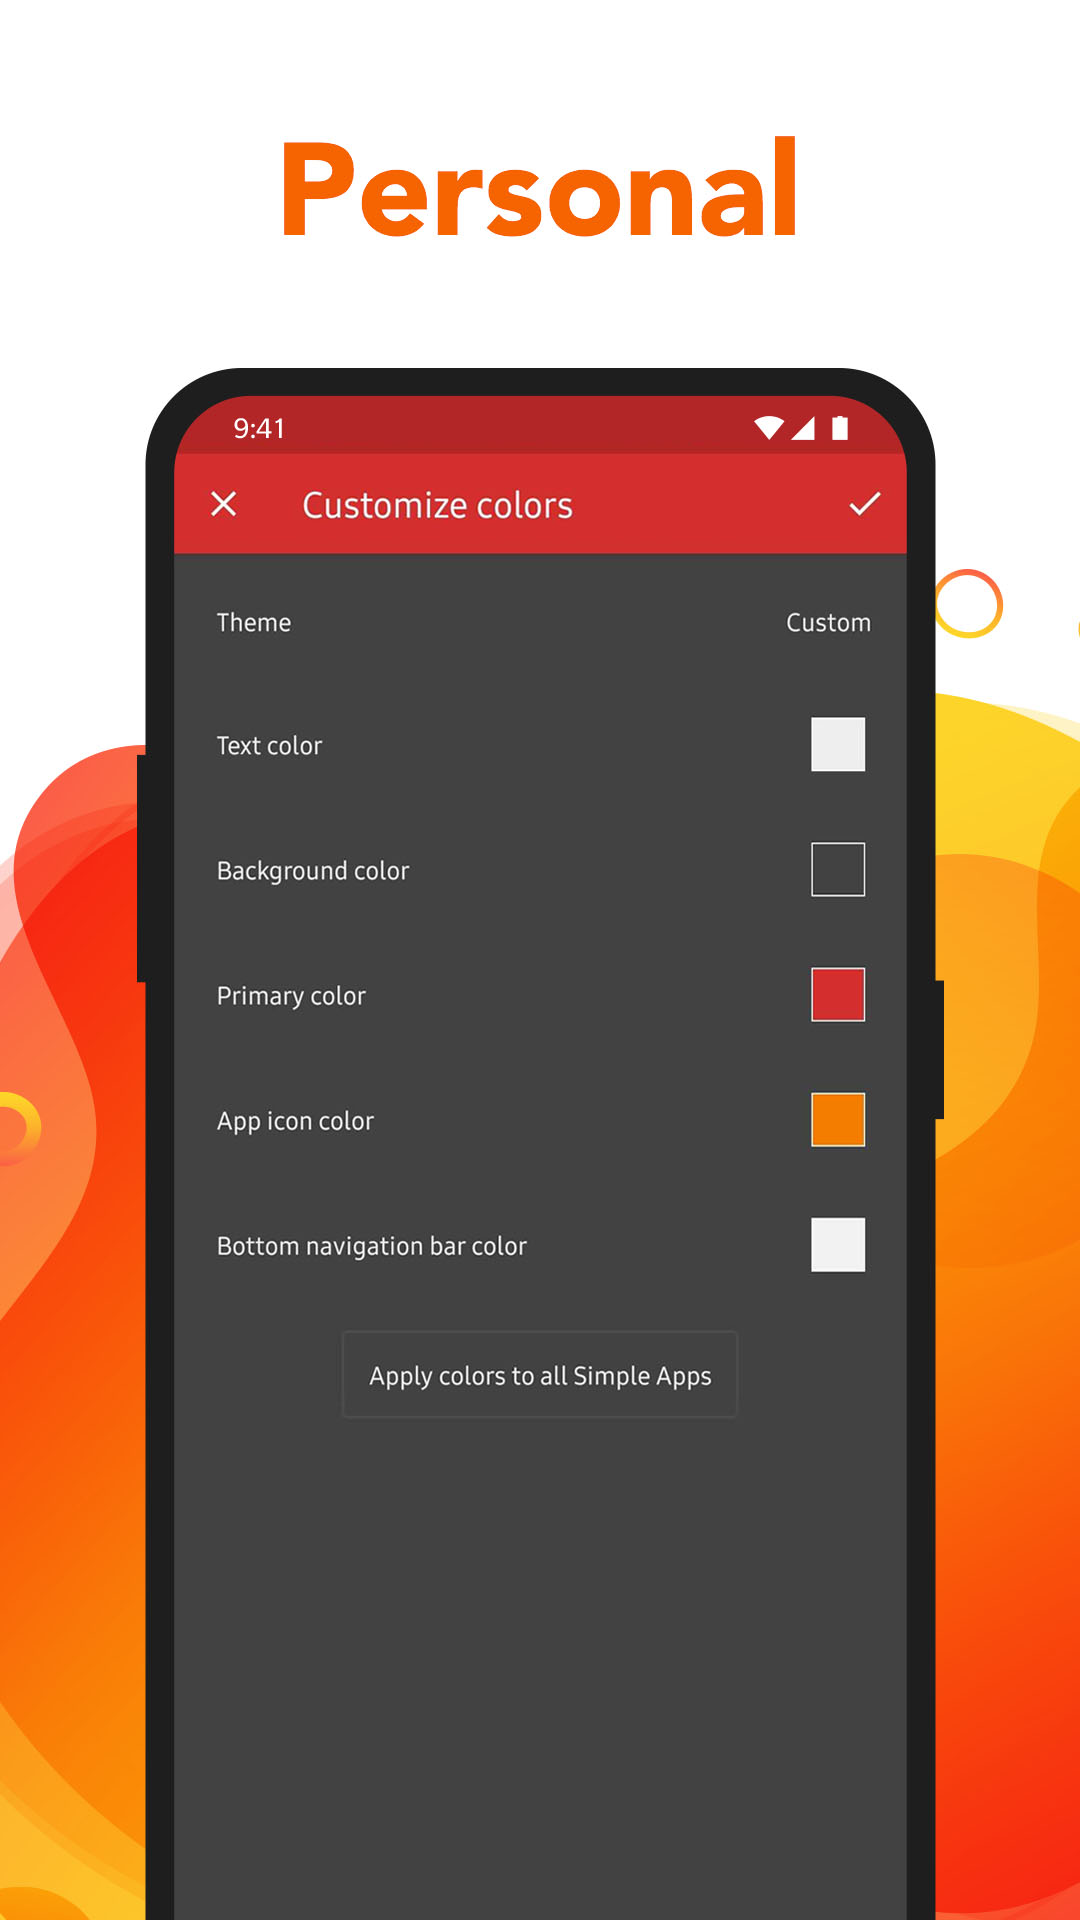 Personal
9:41
Customize colors
Theme Custom
Text color
Background color
Primary color
App icon color
Bottom navigation bar color
Apply colors to all Simple Apps